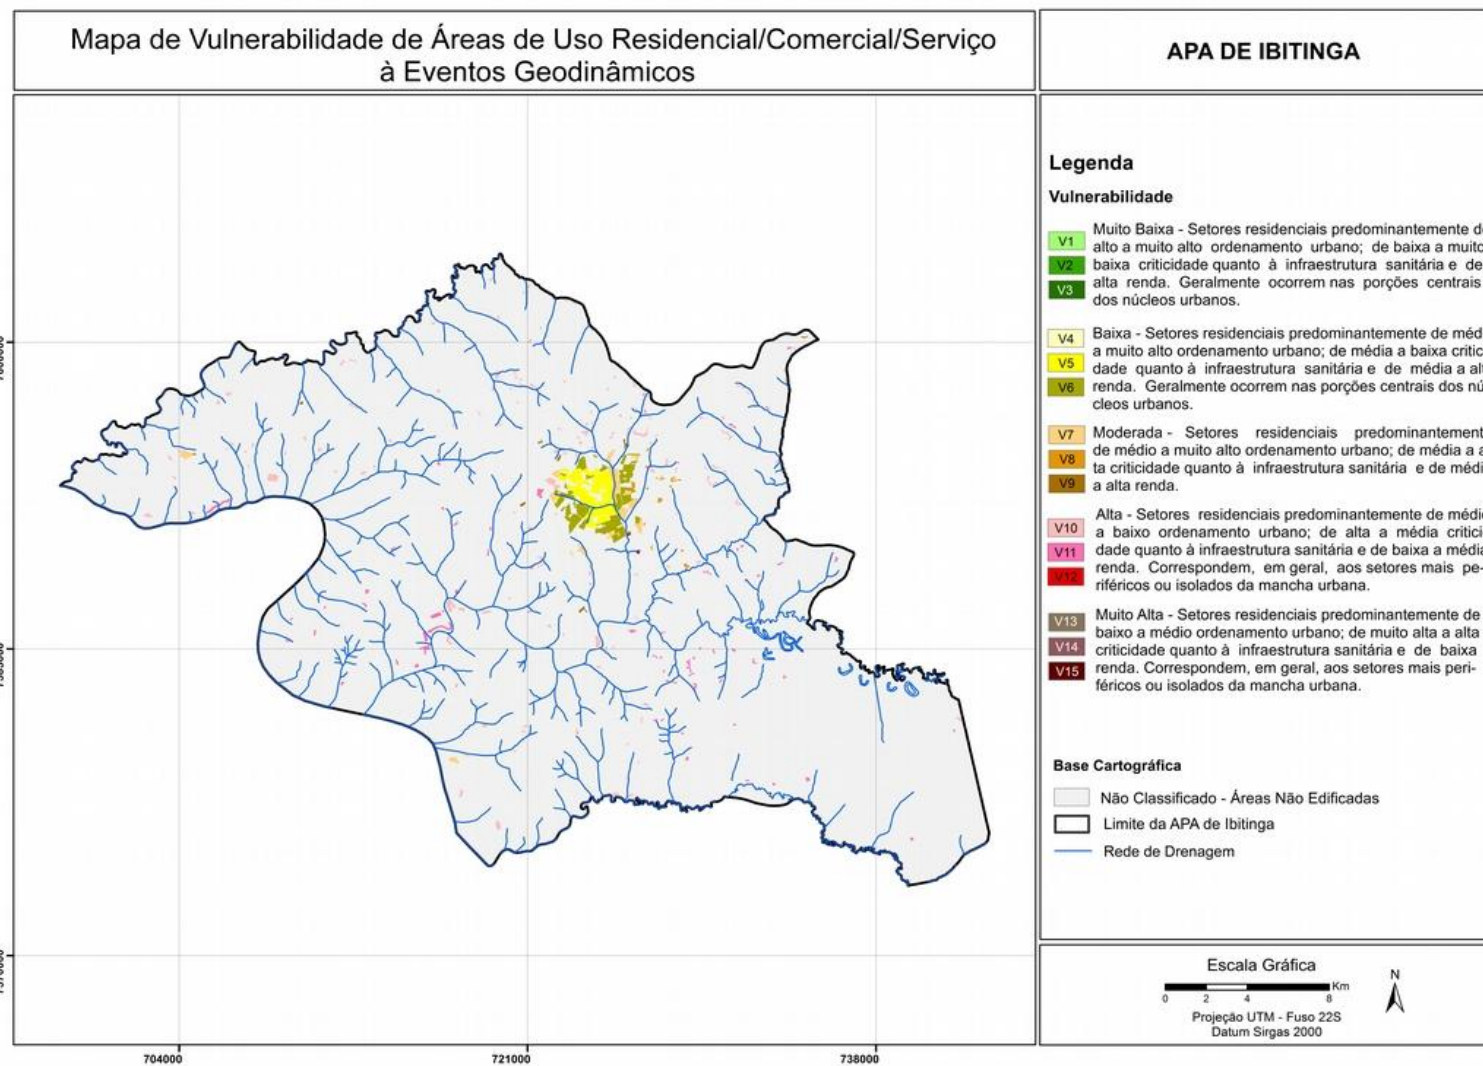 Mapa de Vulnerabilidade de Áreas de Uso Residencial/Comercial/Serviço
à Eventos Geodinâmicos
APA DE IBITINGA
Legenda
Vulnerabilidade
V1
V2
V3
Muito Baixa - Setores residenciais predominantemente
alto a muito alto ordenamento urbano; de baixa a muito
baixa criticidade quanto à infraestrutura sanitária e de
alta renda. Geralmente ocorrem nas porções centrais
dos núcleos urbanos.
V4
V5
V6
Baixa - Setores residenciais predominantemente de
a muito alto ordenamento urbano; de média a baixa critic
dade quanto à infraestrutura sanitária e de média a
renda. Geralmente ocorrem nas porções centrais dos nú
cleos urbanos.
V7
V8
V9
Moderada - Setores residenciais predominantement
de médio a muito alto ordenamento urbano; de média a a
ta criticidade quanto à infraestrutura sanitária e de médi
a alta renda.
V10
V11
V12
Alta - Setores residenciais predominantemente de médi
a baixo ordenamento urbano; de alta a média critici
dade quanto à infraestrutura sanitária e de baixa a média
renda. Correspondem, em geral, aos setores mais pe-
riféricos ou isolados da mancha urbana.
V13
V14
V15
Muito Alta - Setores residenciais predominantemente de
baixo a médio ordenamento urbano; de muito alta a alta
criticidade quanto à infraestrutura sanitária e de baixa
renda. Correspondem, em geral, aos setores mais peri-
féricos ou isolados da mancha urbana.
Base Cartográfica
Não Classificado - Áreas Não Edificadas
Limite da APA de Ibitinga
Rede de Drenagem
Escala Gráfica
Km
0 2 4 8
N
Projeção UTM - Fuso 22S
Datum Sirgas 2000
704000 721000 738000